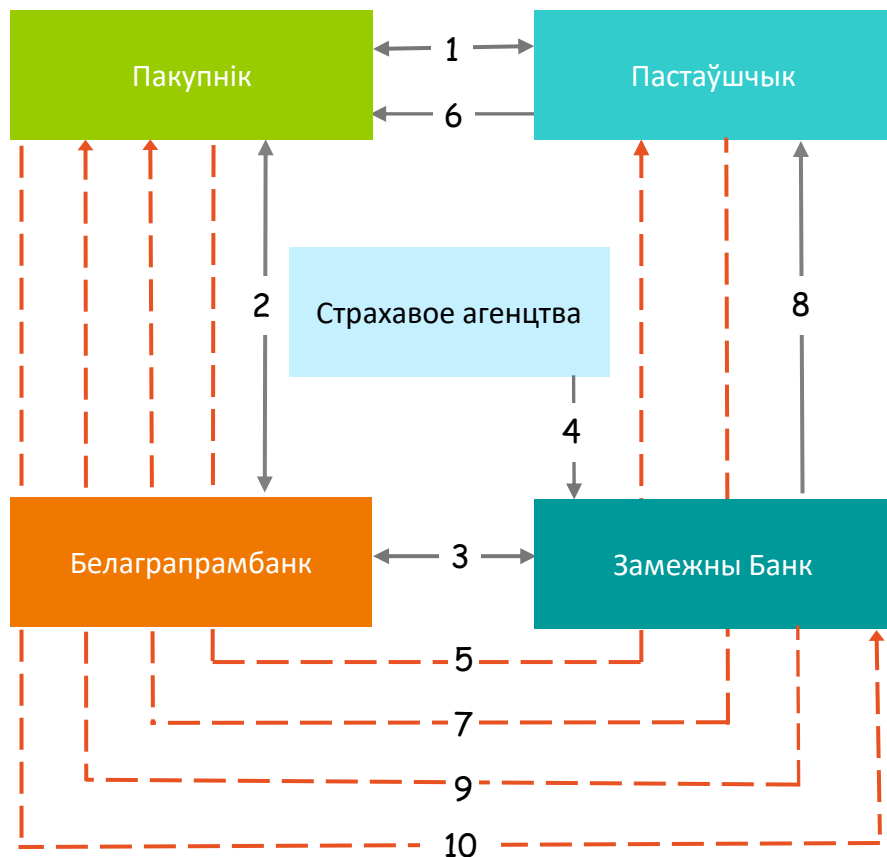 1
Пакупнік
Пастаўшчык
6
2
Страхавое агенцтва
8
4
Белаграпрамбанк
3
Замежны Банк
5
7
9
10